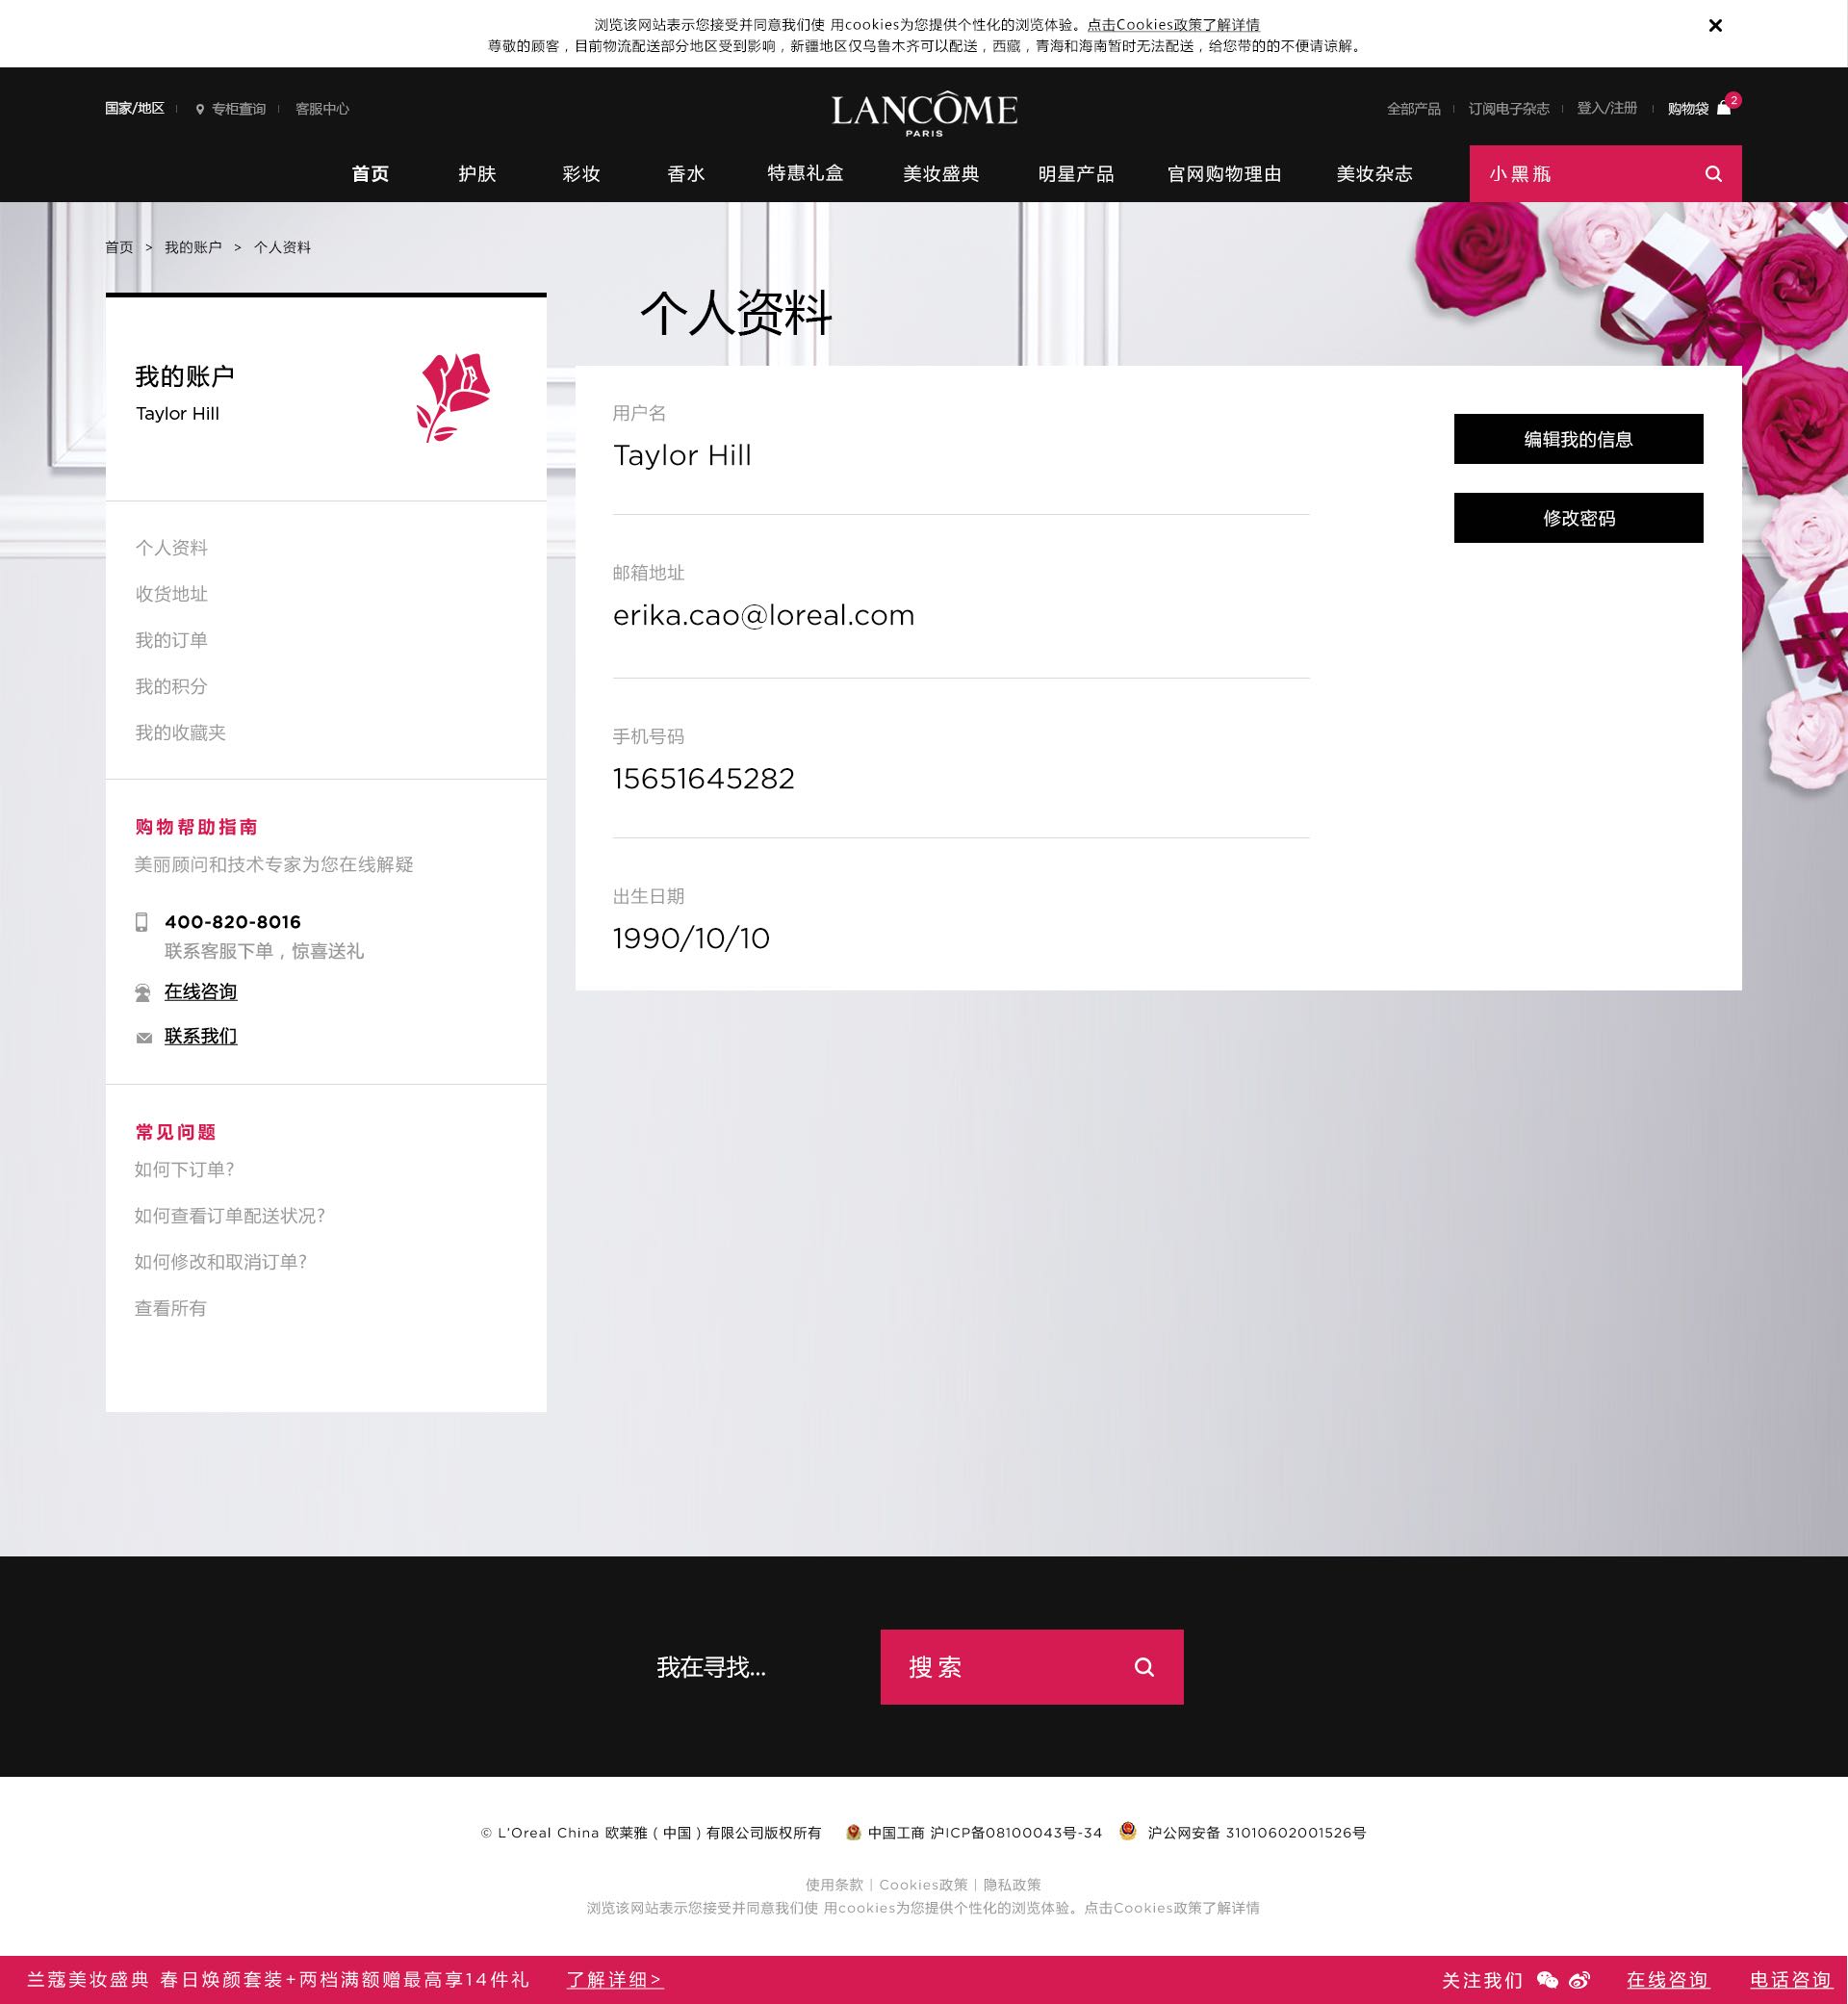 浏览该网站表示您接受并同意我们使 用cookies为您提供个性化的浏览体验。点击Cookies政策了解详情
尊敬的顾客，目前物流配送部分地区受到影响，新疆地区仅乌鲁木齐可以配送，西藏，青海和海南暂时无法配送，给您带的的不便请谅解。
国家/地区 专柜查询 客服中心
LANCÔME
PARIS
全部产品 订阅电子杂志 登入/注册 购物袋 2
首页 护肤 彩妆 香水 特惠礼盒 美妆盛典 明星产品 官网购物理由 美妆杂志 小黑瓶
首页 > 我的账户 > 个人资料
个人资料
我的账户
Taylor Hill
个人资料
收货地址
我的订单
我的积分
我的收藏夹
购物帮助指南
美丽顾问和技术专家为您在线解疑
400-820-8016
联系客服下单，惊喜送礼
在线咨询
联系我们
常见问题
如何下订单？
如何查看订单配送状况？
如何修改和取消订单？
查看所有
用户名
Taylor Hill
邮箱地址
erika.cao@loreal.com
手机号码
15651645282
出生日期
1990/10/10
编辑我的信息
修改密码
我在寻找... 搜索
© L'Oreal China 欧莱雅（中国）有限公司版权所有 中国工商 沪ICP备08100043号-34 沪公网安备 31010602001526号
使用条款 | Cookies政策 | 隐私政策
浏览该网站表示您接受并同意我们使 用cookies为您提供个性化的浏览体验。点击Cookies政策了解详情
兰蔻美妆盛典 春日焕颜套装+两档满额赠最高享14件礼 了解详细> 关注我们 在线咨询 电话咨询